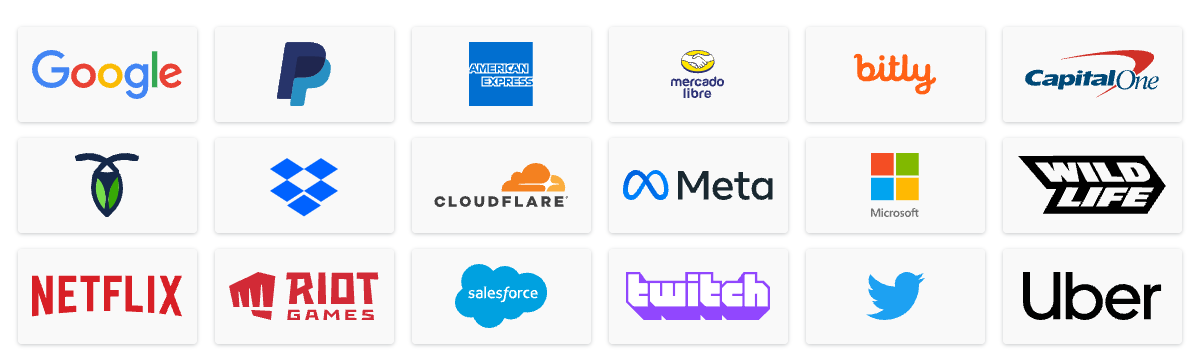 Google
AMERICAN
EXPRESS
mercado
libre
bitly
Capital One
CLOUDFLARE
Meta
Microsoft
WILD
LIFE
NETFLIX
RIOT
GAMES
salesforce
twitch
Uber